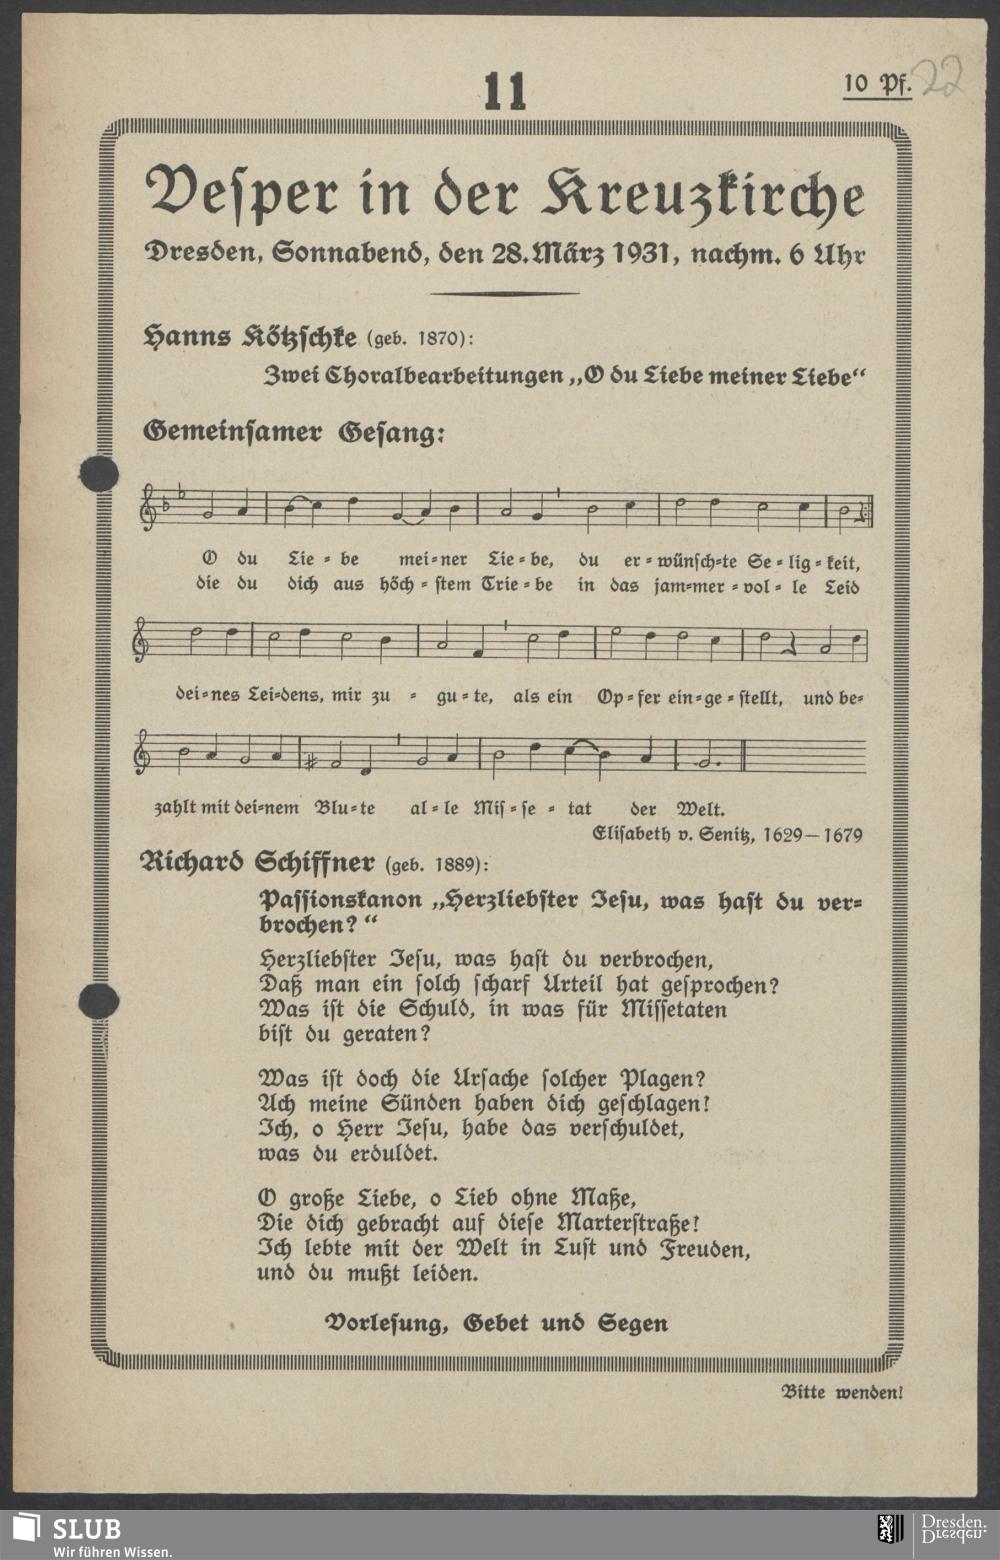 11
10 Pf.
22
Vesper in der Kreuzkirche
Dresden, Sonnabend, den 28. März 1931, nachm. 6 Uhr
Hanns Kötzschke (geb. 1870):
Zwei Choralbearbeitungen „O du Liebe meiner Liebe“
Gemeinsamer Gesang:
O du Lie - be mei-ner Lie-be, du er-wünsch-te Se-lig-keit,
die du dich aus höch-stem Trie-be in das jam-mer-vol-le Leid
dei-nes Lei-dens, mir zu - gu-te, als ein Op-fer ein-ge-stellt, und be-
zahlt mit dei-nem Blu-te al-le Mis-se-tat der Welt.
Elisabeth v. Senitz, 1629—1679
Richard Schiffner (geb. 1889):
Passionskanon „Herzliebster Jesu, was hast du ver-
brochen?“
Herzliebster Jesu, was hast du verbrochen,
Daß man ein solch scharf Urteil hat gesprochen?
Was ist die Schuld, in was für Missetaten
bist du geraten?
Was ist doch die Ursache solcher Plagen?
Ach meine Sünden haben dich geschlagen!
Ich, o Herr Jesu, habe das verschuldet,
was du erduldet.
O große Liebe, o Lieb ohne Maße,
Die dich gebracht auf diese Marterstraße!
Ich lebte mit der Welt in Lust und Freuden,
und du mußt leiden.
Vorlesung, Gebet und Segen
Bitte wenden!
SLUB
Wir führen Wissen.
Dresden.
Dresden.